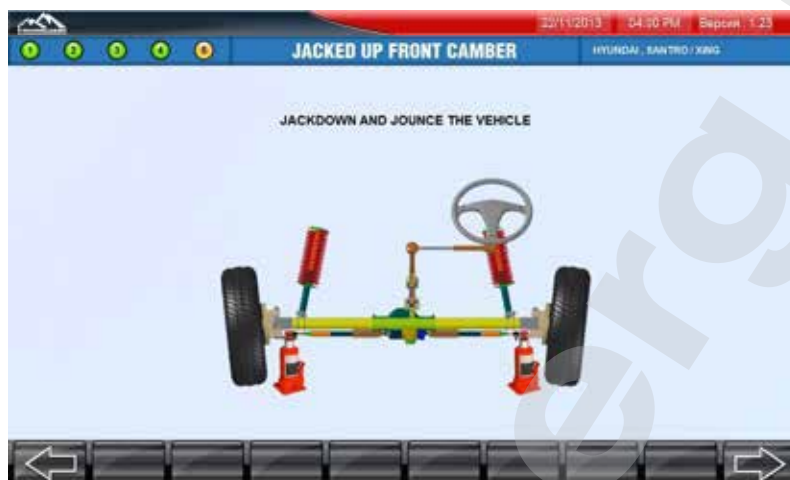 22/11/2013 04:00 PM Версия 1.23
1 2 3 4 5
JACKED UP FRONT CAMBER
HYUNDAI, SANTRO / XING
JACKDOWN AND JOUNCE THE VEHICLE